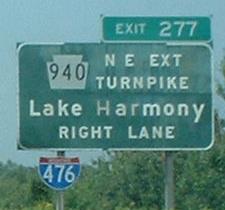 EXIT 277
940 N E EXT
TURNPIKE
Lake Harmony
RIGHT LANE
476